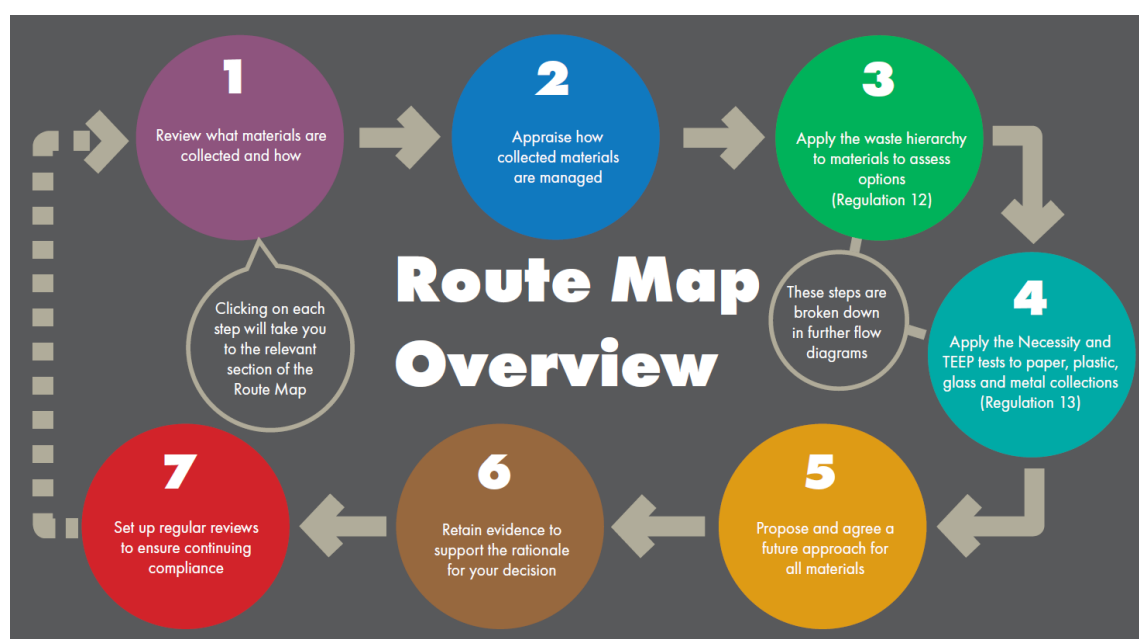 1
Review what materials are
collected and how
2
Appraise how
collected materials
are managed
3
Apply the waste hierarchy
to materials to assess
options
(Regulation 12)
Route Map
Overview
Clicking on each
step will take you
to the relevant
section of the
Route Map
These steps are
broken down
in further flow
diagrams
4
Apply the Necessity and
TEEP tests to paper, plastic,
glass and metal collections
(Regulation 13)
5
Propose and agree a
future approach for
all materials
6
Retain evidence to
support the rationale
for your decision
7
Set up regular reviews
to ensure continuing
compliance